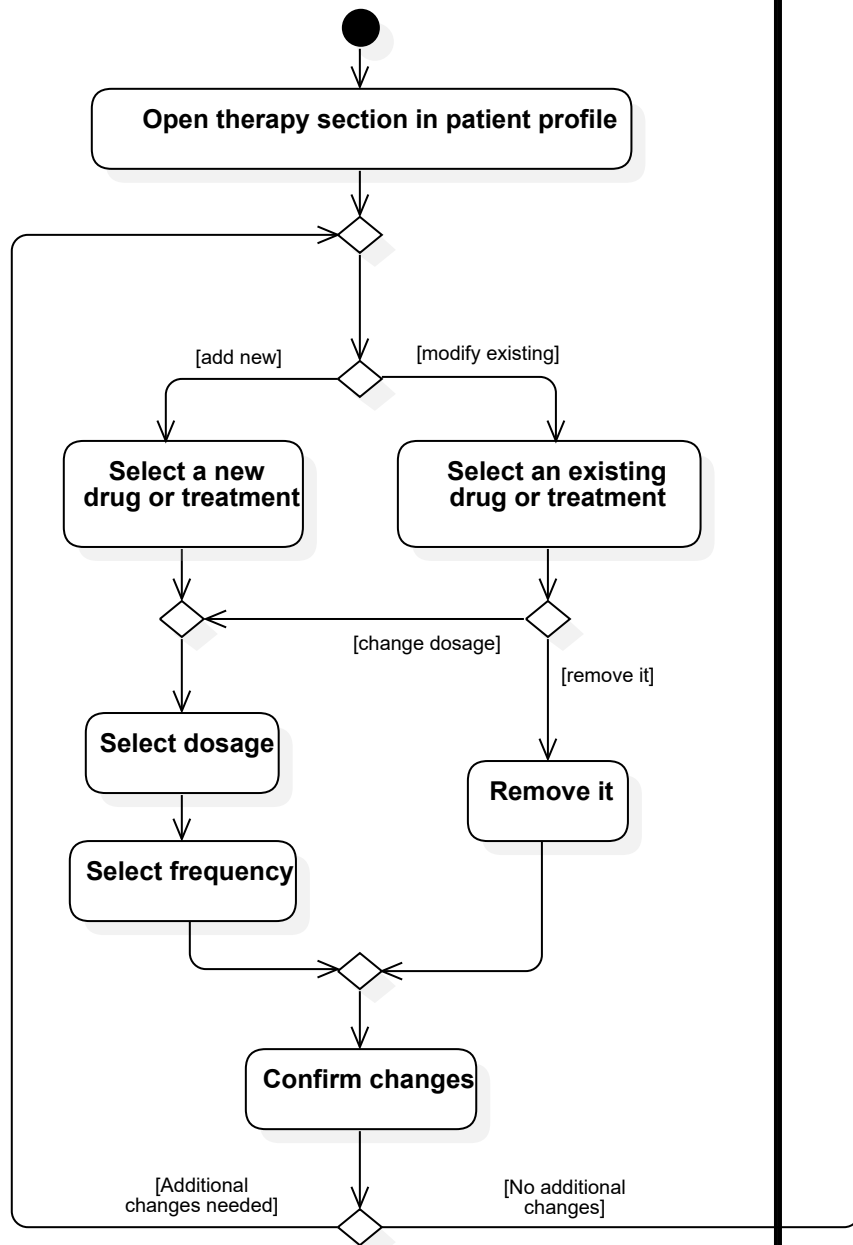 Open therapy section in patient profile
[add new]
[modify existing]
Select a new
drug or treatment
Select an existing
drug or treatment
[change dosage]
[remove it]
Select dosage
Remove it
Select frequency
Confirm changes
[Additional
changes needed]
[No additional
changes]